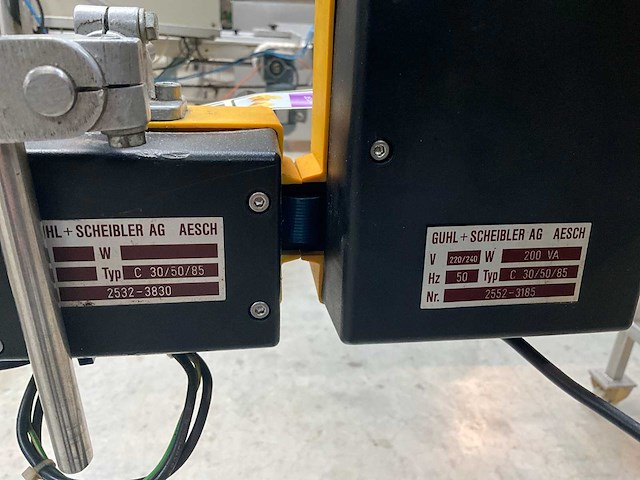 HL + SCHEIBLER AG AESCH
W
Typ C 30/50/85
2532-3830
GUHL + SCHEIBLER AG AESCH
V 220/240 W 200 VA
Hz 50 Typ C 30/50/85
Nr. 2552-3185